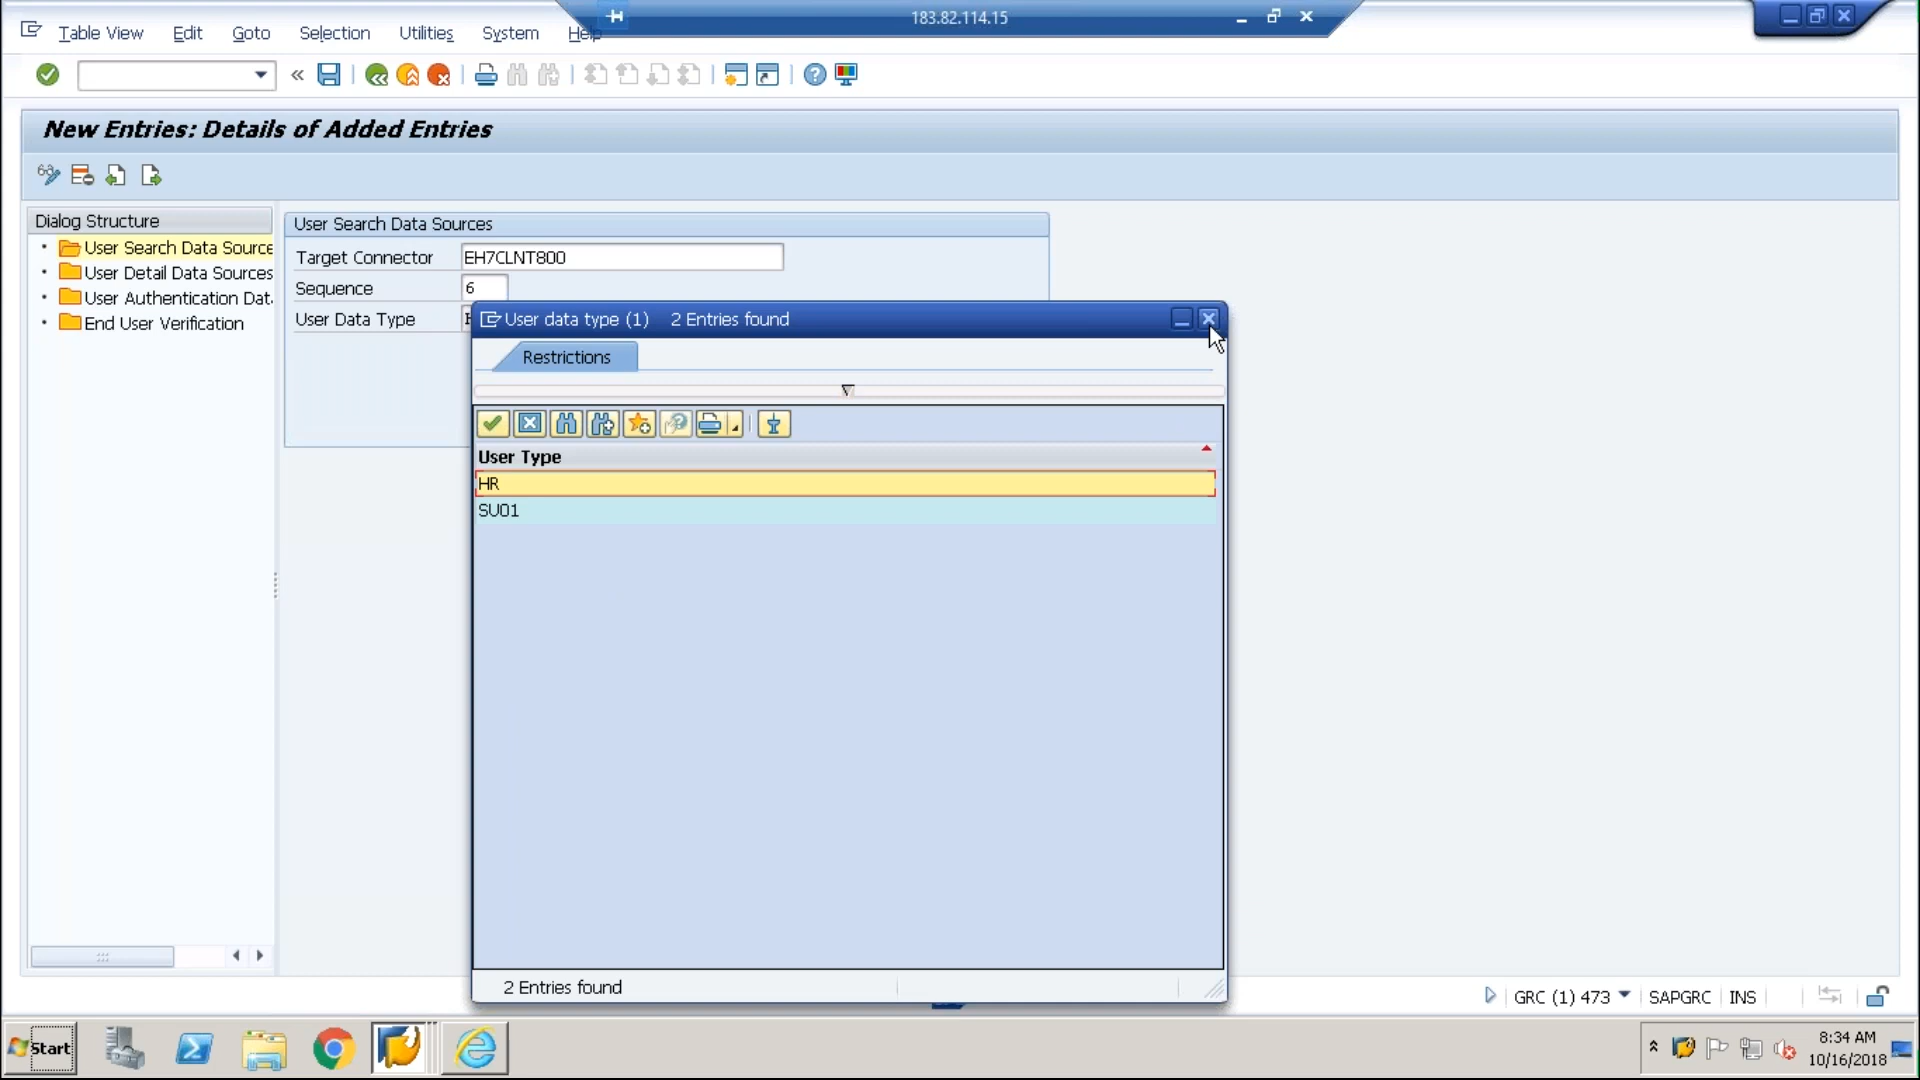 183.82.114.15
Table View Edit Goto Selection Utilities System Help
New Entries: Details of Added Entries
Dialog Structure
User Search Data Source
User Detail Data Sources
User Authentication Dat
End User Verification
User Search Data Sources
Target Connector EH7CLNT800
Sequence 6
User Data Type
User data type (1) 2 Entries found
Restrictions
User Type
HR
SU01
2 Entries found
GRC (1) 473 SAPGRC INS
Start
8:34 AM
10/16/2018